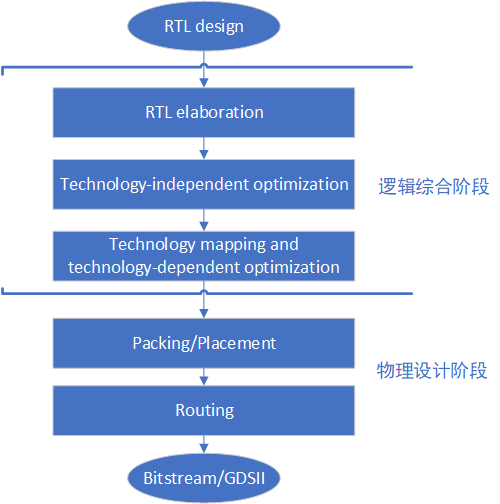 RTL design
RTL elaboration
Technology-independent optimization
逻辑综合阶段
Technology mapping and
technology-dependent optimization
Packing/Placement
物理设计阶段
Routing
Bitstream/GDSII